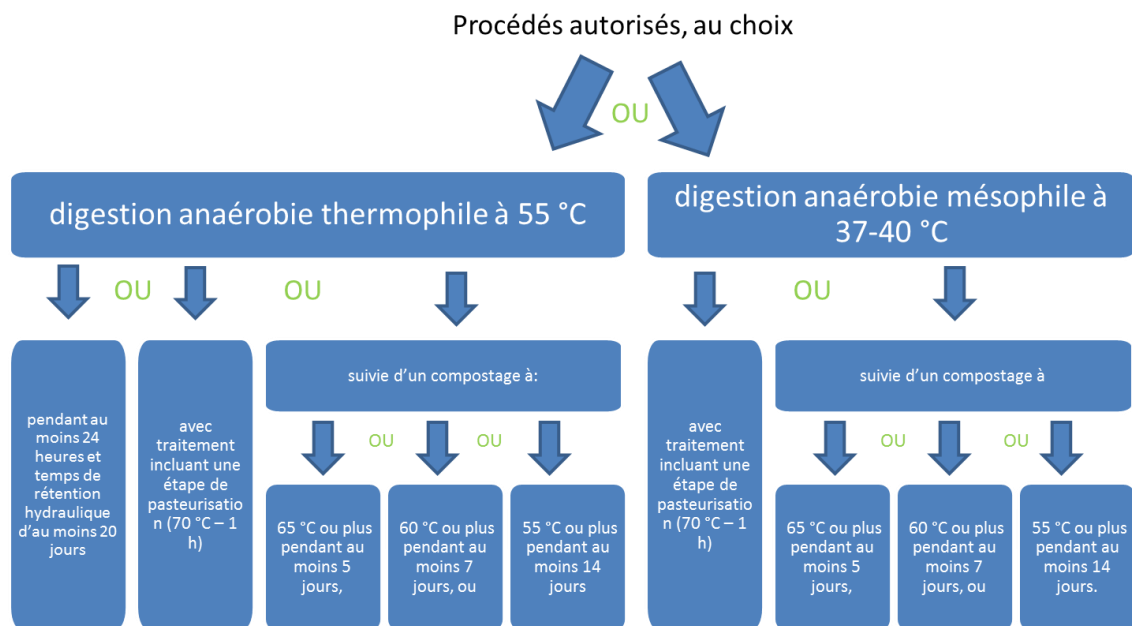 Procédés autorisés, au choix
OU
digestion anaérobie thermophile à 55 °C
digestion anaérobie mésophile à
37-40 °C
OU
OU
OU
pendant au
moins 24
heures et
temps de
rétention
hydraulique
d'au moins 20
jours
avec
traitement
incluant une
étape de
pasteurisatio
n (70 °C – 1
h)
suivie d'un compostage à:
OU
OU
65 °C ou plus
pendant au
moins 5
jours,
60 °C ou plus
pendant au
moins 7
jours, ou
55 °C ou plus
pendant au
moins 14
jours
avec
traitement
incluant une
étape de
pasteurisatio
n (70 °C – 1
h)
suivie d'un compostage à
OU
OU
65 °C ou plus
pendant au
moins 5
jours,
60 °C ou plus
pendant au
moins 7
jours, ou
55 °C ou plus
pendant au
moins 14
jours.